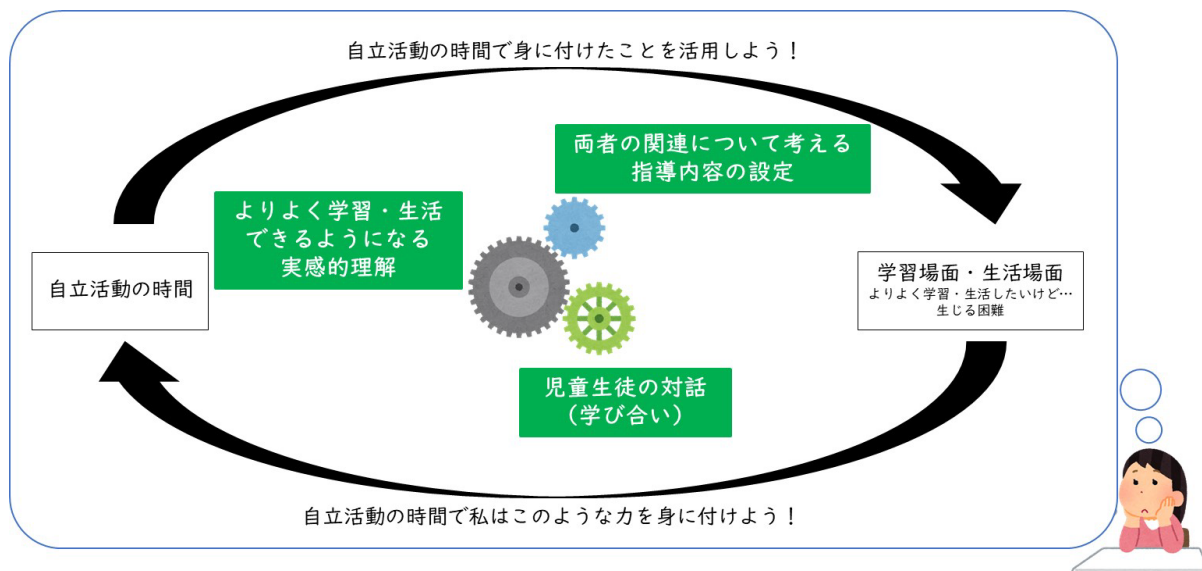 自立活動の時間で身に付けたことを活用しよう！
両者の関連について考える
指導内容の設定
よりよく学習・生活
できるようになる
実感的理解
自立活動の時間
学習場面・生活場面
よりよく学習・生活したいけど…
生じる困難
児童生徒の対話
（学び合い）
自立活動の時間で私はこのような力を身に付けよう！